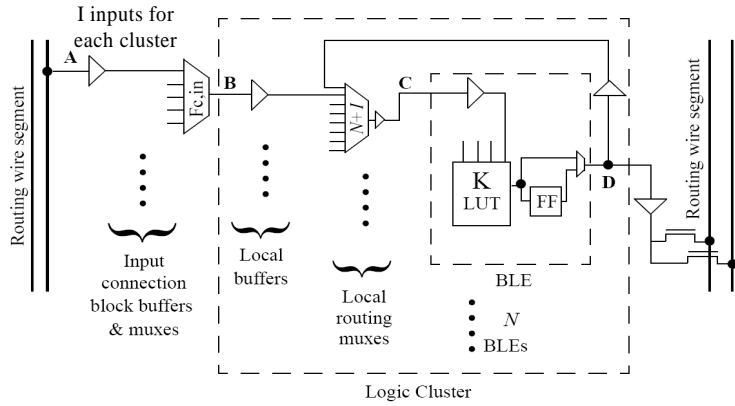 I inputs for
each cluster
A
B
C
D
Routing wire segment
Fc,in
N+I
K
LUT
FF
Routing wire segment
BLE
N
BLEs
Input
connection
block buffers
& muxes
Local
buffers
Local
routing
muxes
Logic Cluster